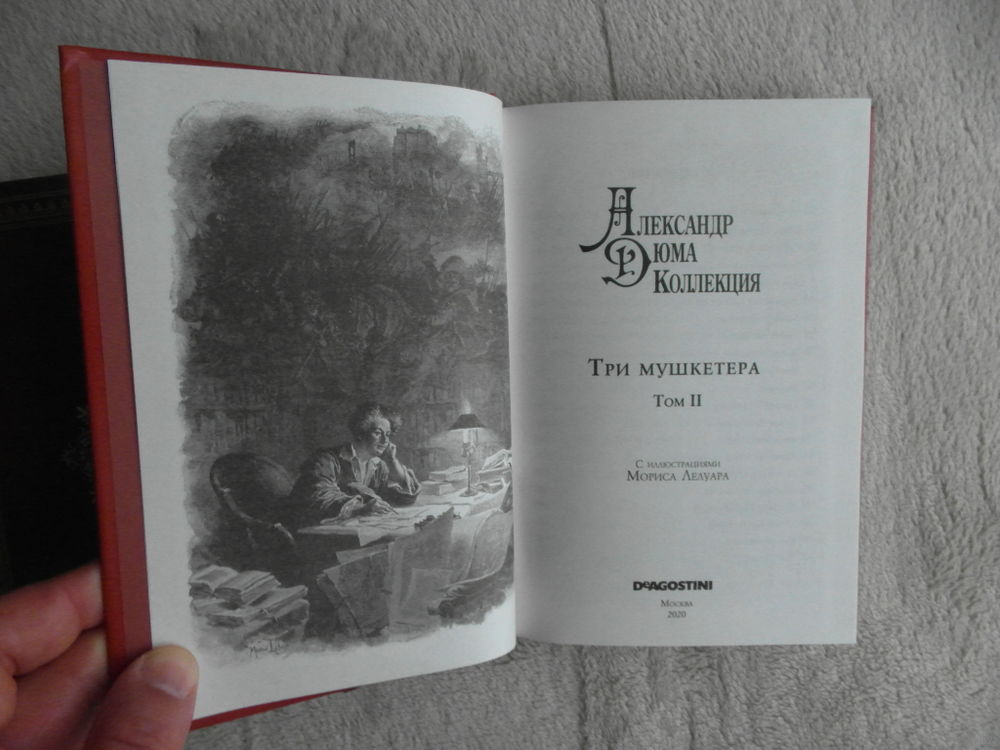 Александр
Дюма
Коллекция
Три мушкетера
Том II
С иллюстрациями
Мориса Лелуара
DeAGOSTINI
Москва
2020